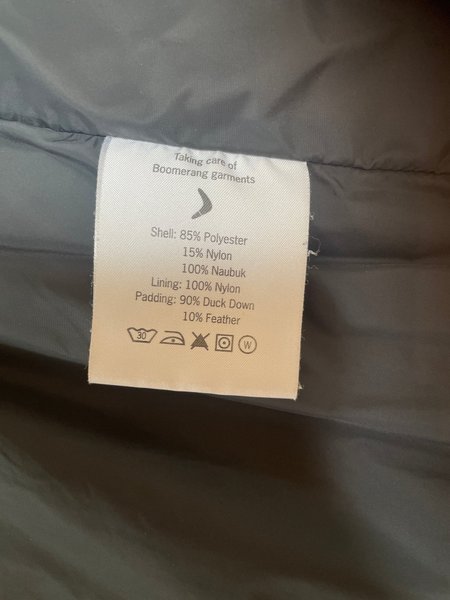 Taking care of
Boomerang garments
Shell: 85% Polyester
15% Nylon
100% Naubuk
Lining: 100% Nylon
Padding: 90% Duck Down
10% Feather
30 W